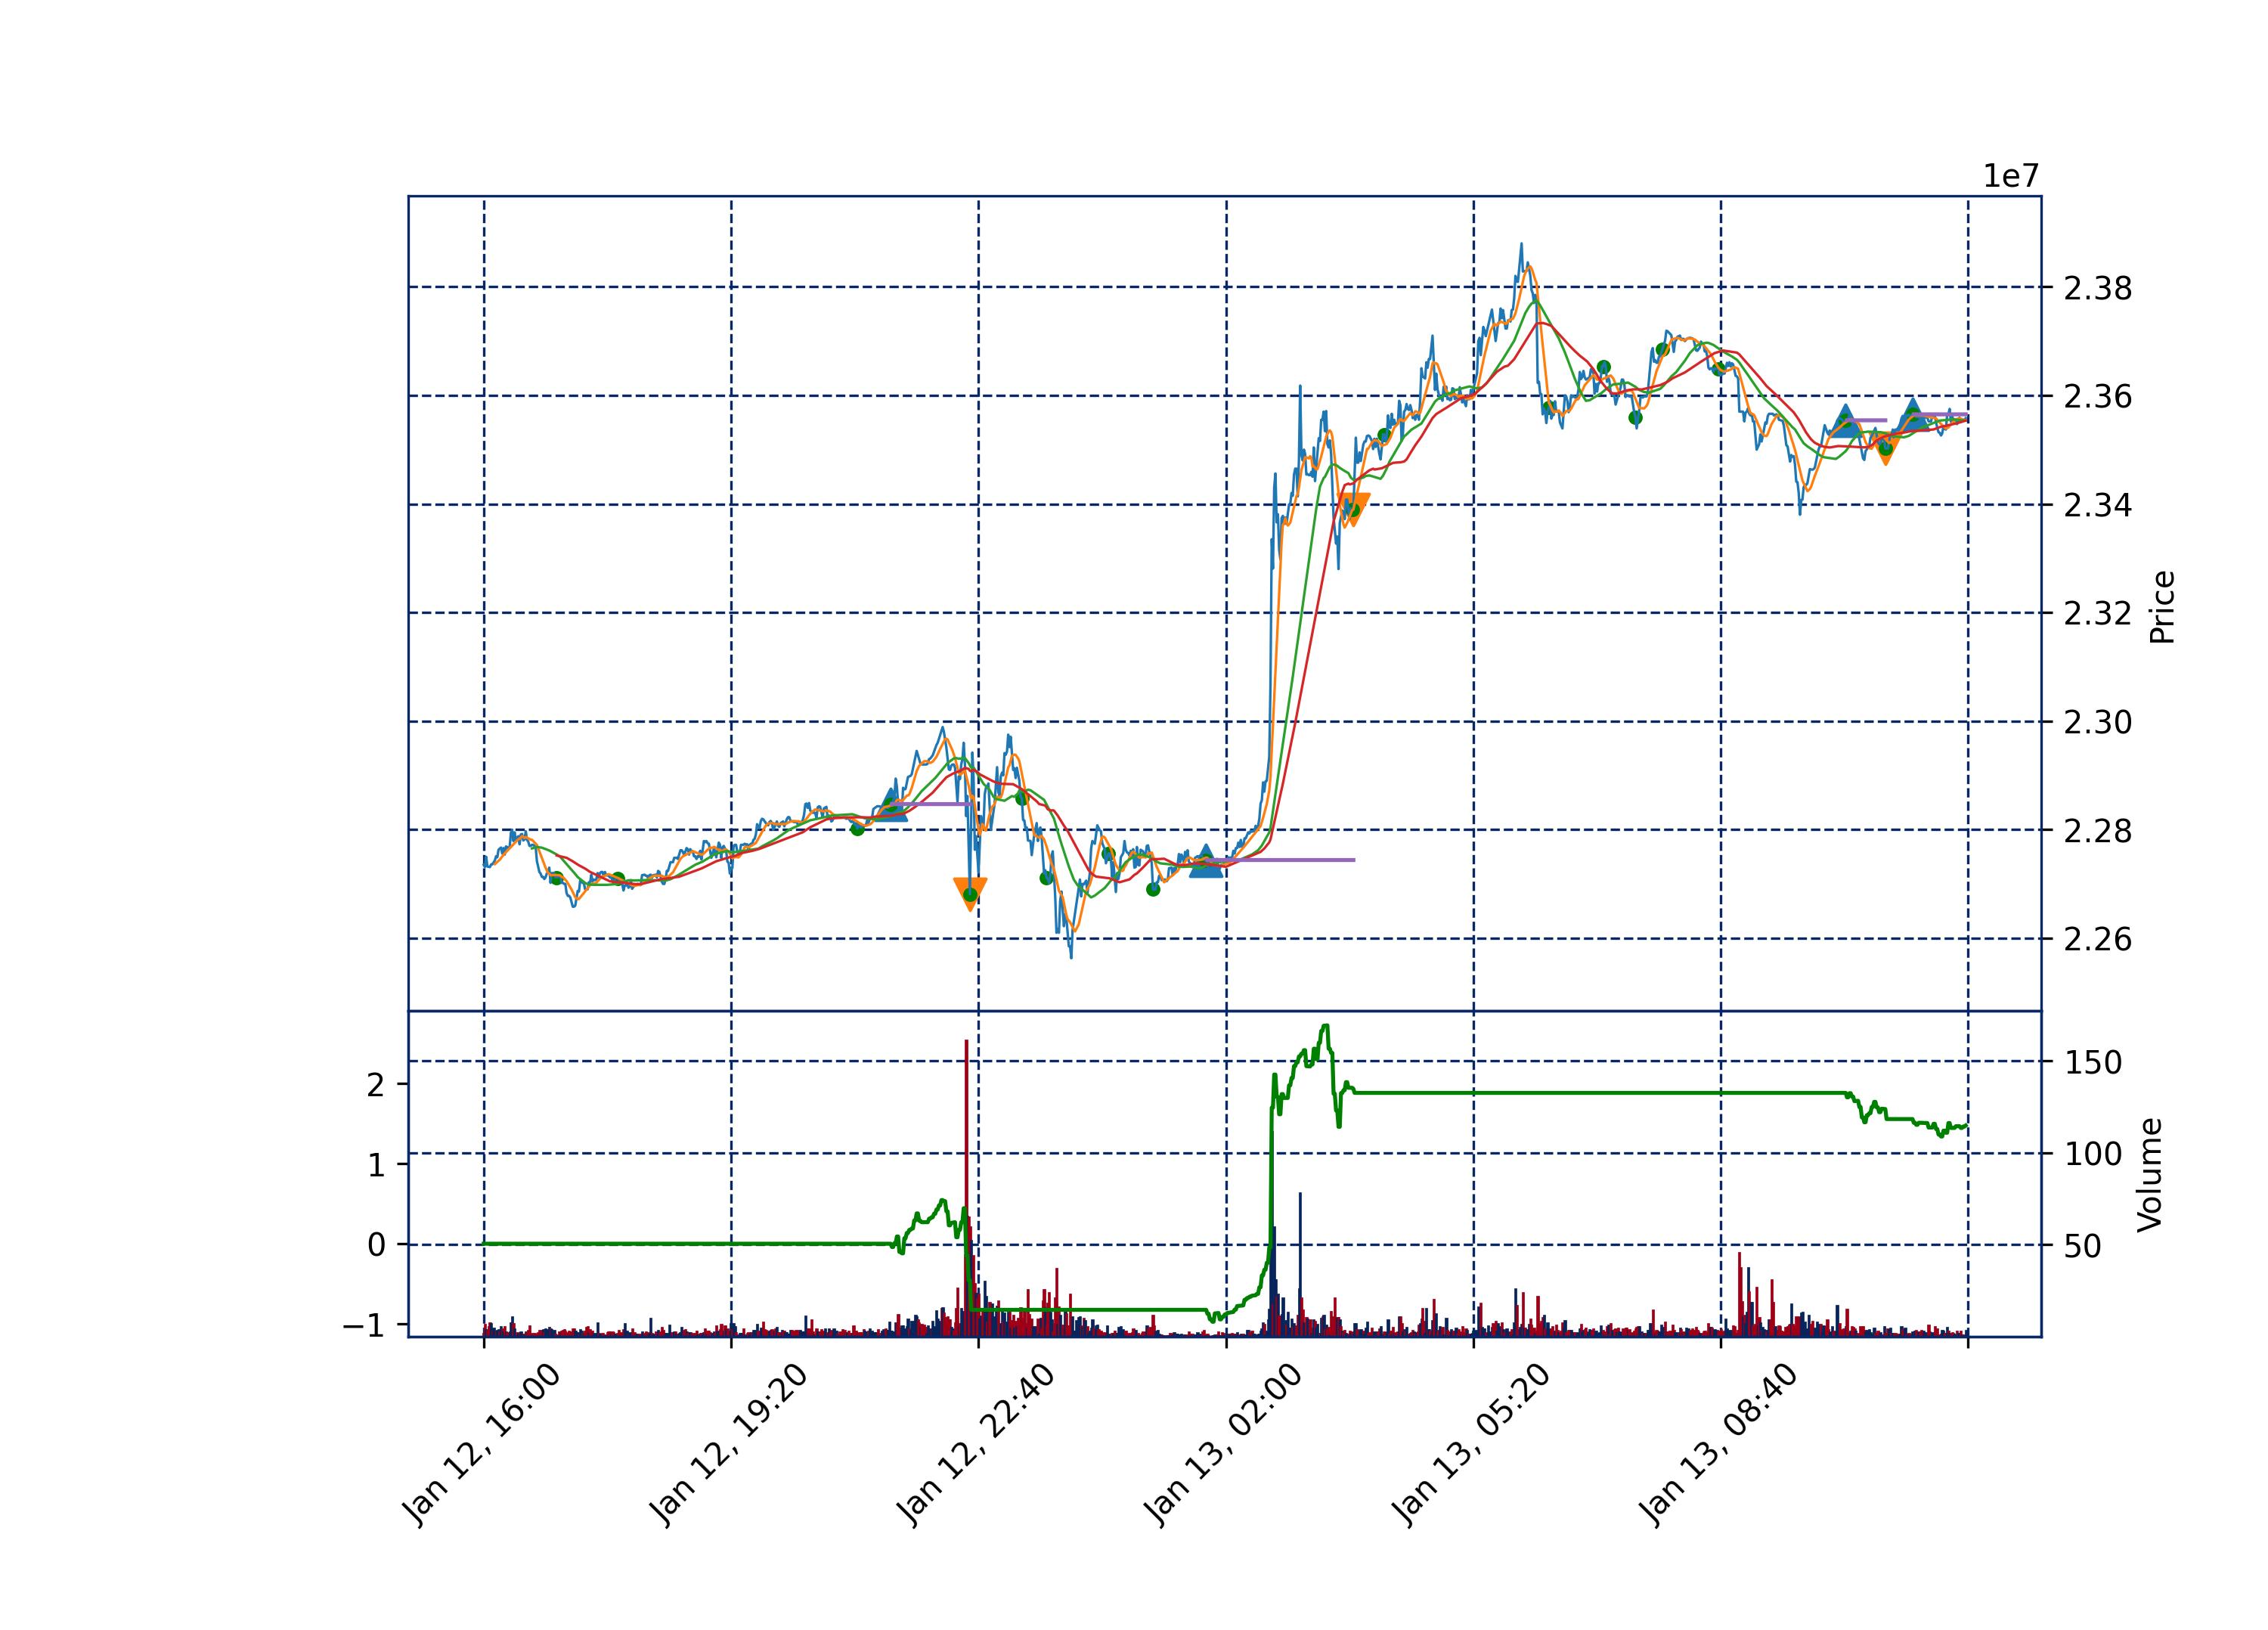 1e7
2.38
2.36
2.34
2.32
2.30
2.28
2.26
Price
2
1
0
−1
150
100
50
Volume
Jan 12, 16:00
Jan 12, 19:20
Jan 12, 22:40
Jan 13, 02:00
Jan 13, 05:20
Jan 13, 08:40